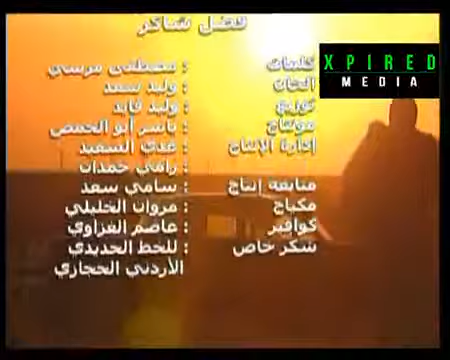 فضل شاكر
XPIRED
MEDIA
كلمات : مصطفى مرسي
ألحان : وليد سعد
توزيع : وليد فايد
مونتاج : ياسر أبو الحمص
إدارة الإنتاج : عدي السعيد
: رامي حمدان
متابعة إنتاج : سامي سعد
مكياج : مروان الخليلي
كوافير : عاصم الغزاوي
شكر خاص : للخط الحديدي
الأردني الحجازي